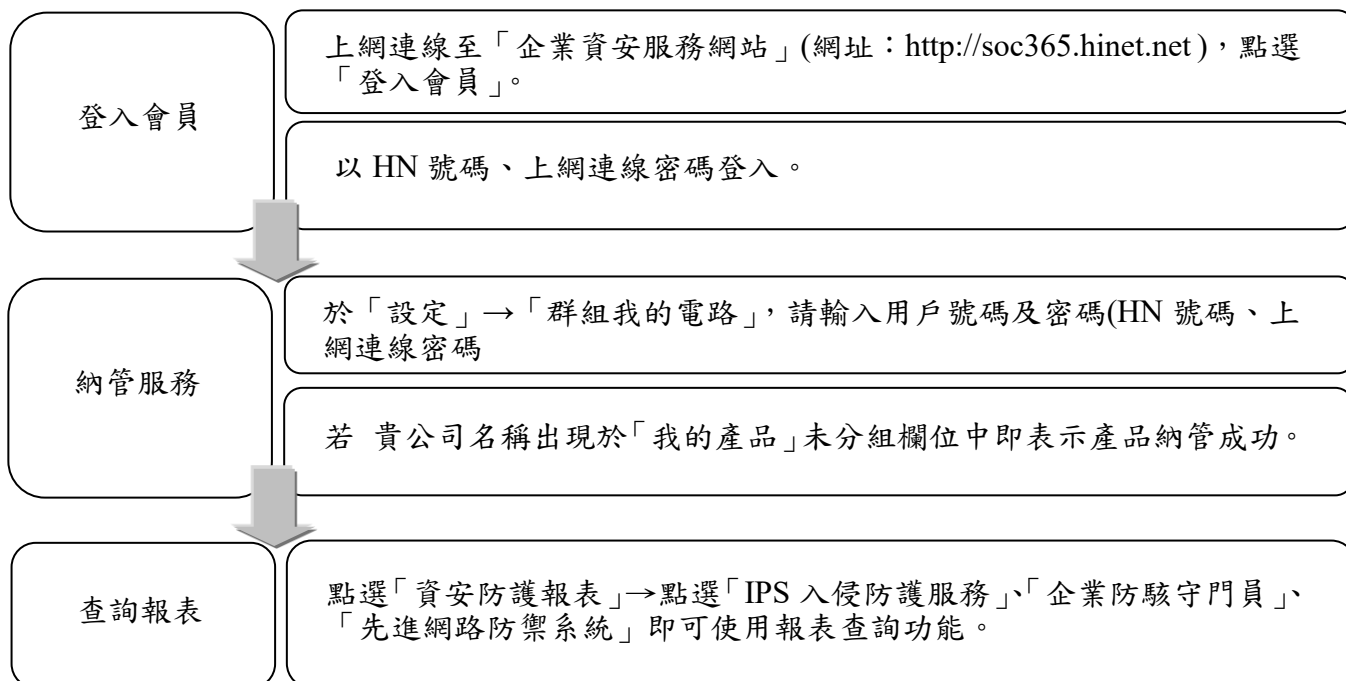 登入會員
上網連線至「企業資安服務網站」(網址：http://soc365.hinet.net )，點選
「登入會員」。
以 HN 號碼、上網連線密碼登入。
納管服務
於「設定」→「群組我的電路」，請輸入用戶號碼及密碼(HN 號碼、上
網連線密碼
若 貴公司名稱出現於「我的產品」未分組欄位中即表示產品納管成功。
查詢報表
點選「資安防護報表」→點選「IPS 入侵防護服務」、「企業防駭守門員」、
「先進網路防禦系統」即可使用報表查詢功能。